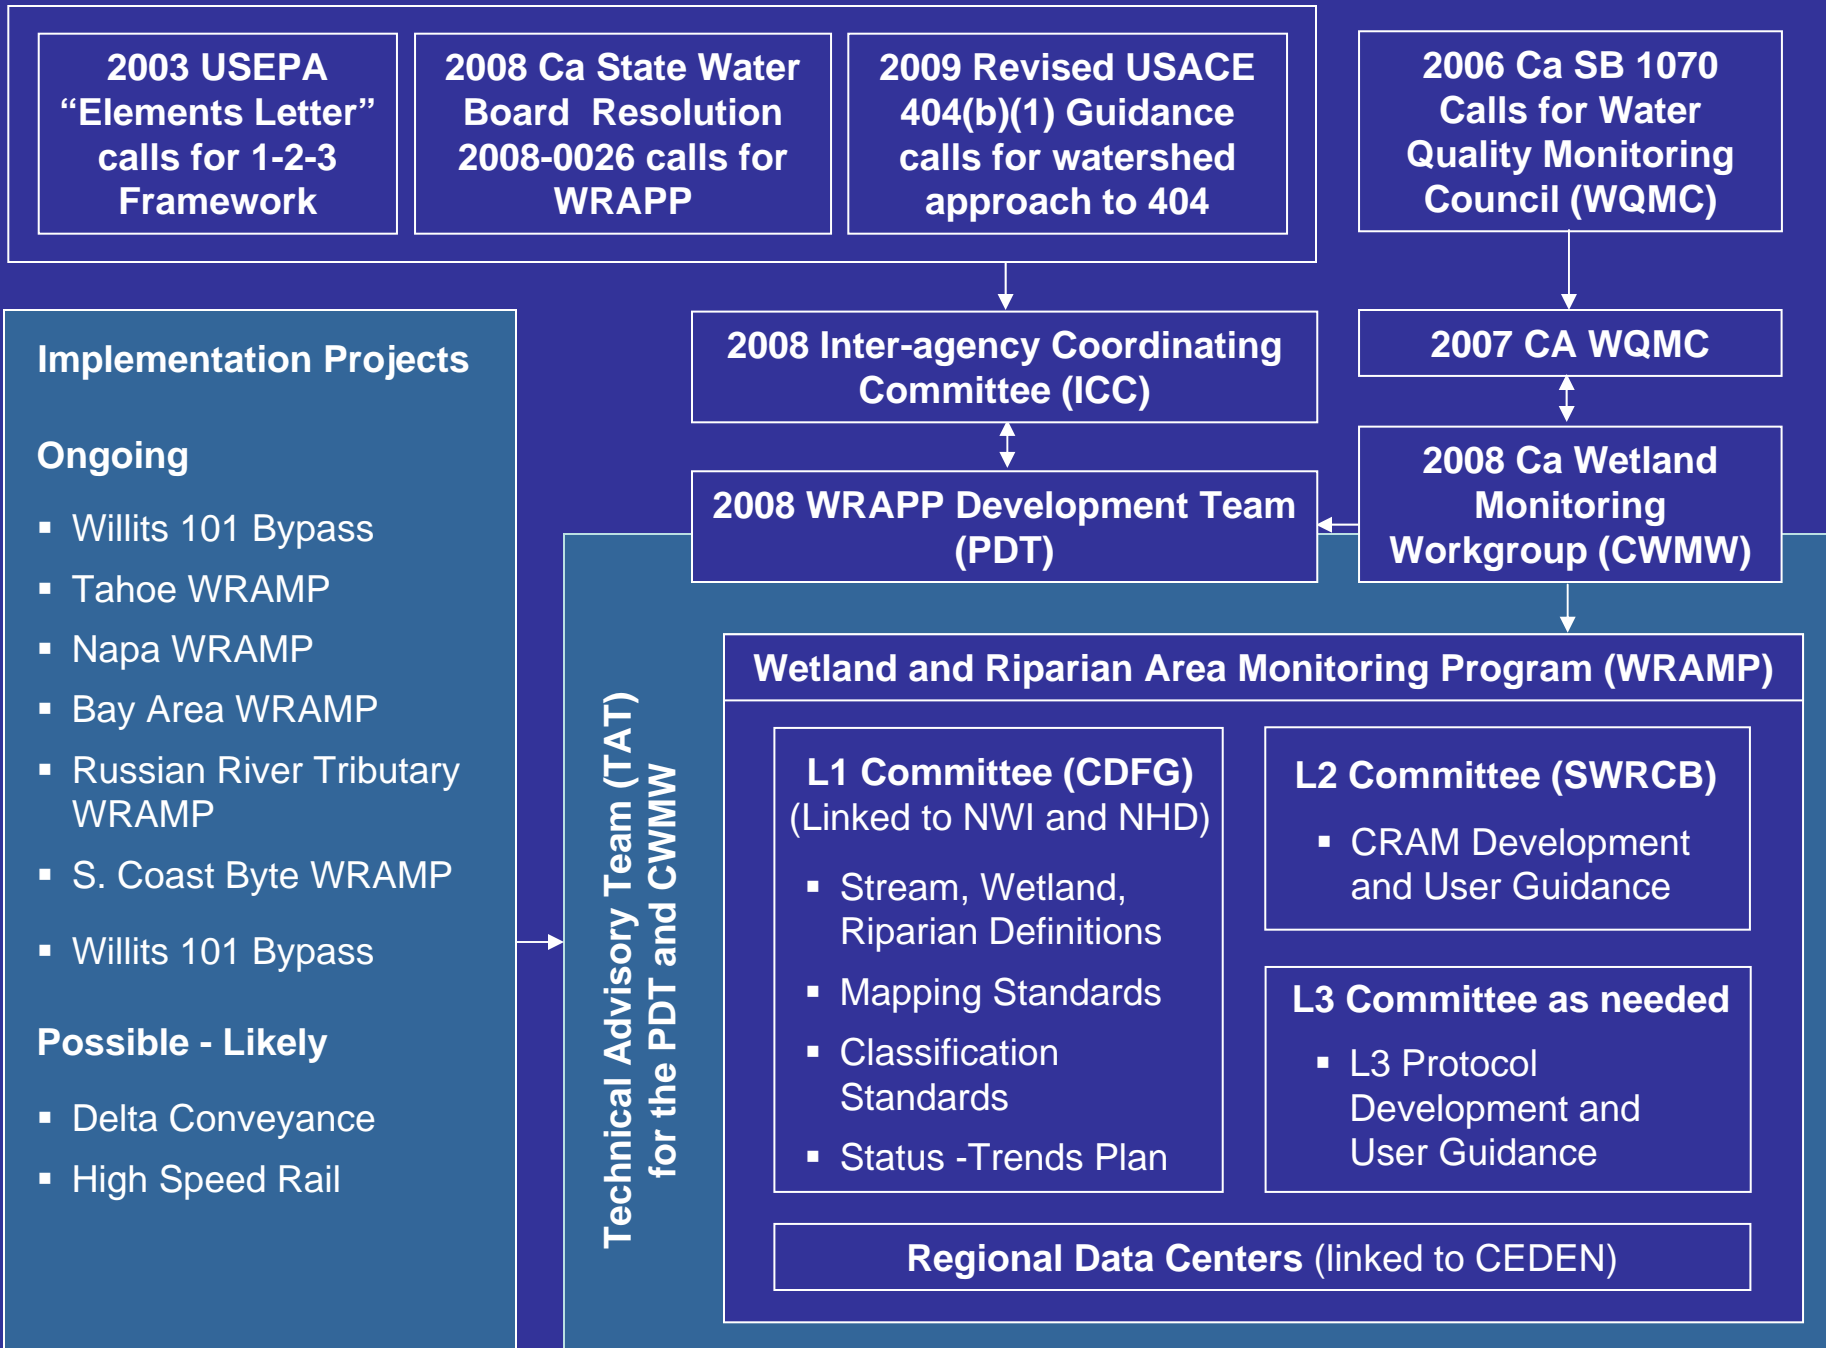 2003 USEPA
“Elements Letter”
calls for 1-2-3
Framework
2008 Ca State Water
Board Resolution
2008-0026 calls for
WRAPP
2009 Revised USACE
404(b)(1) Guidance
calls for watershed
approach to 404
2006 Ca SB 1070
Calls for Water
Quality Monitoring
Council (WQMC)
2008 Inter-agency Coordinating
Committee (ICC)
2007 CA WQMC
2008 WRAPP Development Team
(PDT)
2008 Ca Wetland
Monitoring
Workgroup (CWMW)
Implementation Projects
Ongoing
▪ Willits 101 Bypass
▪ Tahoe WRAMP
▪ Napa WRAMP
▪ Bay Area WRAMP
▪ Russian River Tributary
WRAMP
▪ S. Coast Byte WRAMP
▪ Willits 101 Bypass
Possible - Likely
▪ Delta Conveyance
▪ High Speed Rail
Technical Advisory Team (TAT)
for the PDT and CWMW
Wetland and Riparian Area Monitoring Program (WRAMP)
L1 Committee (CDFG)
(Linked to NWI and NHD)
▪ Stream, Wetland,
Riparian Definitions
▪ Mapping Standards
▪ Classification
Standards
▪ Status -Trends Plan
L2 Committee (SWRCB)
▪ CRAM Development
and User Guidance
L3 Committee as needed
▪ L3 Protocol
Development and
User Guidance
Regional Data Centers (linked to CEDEN)